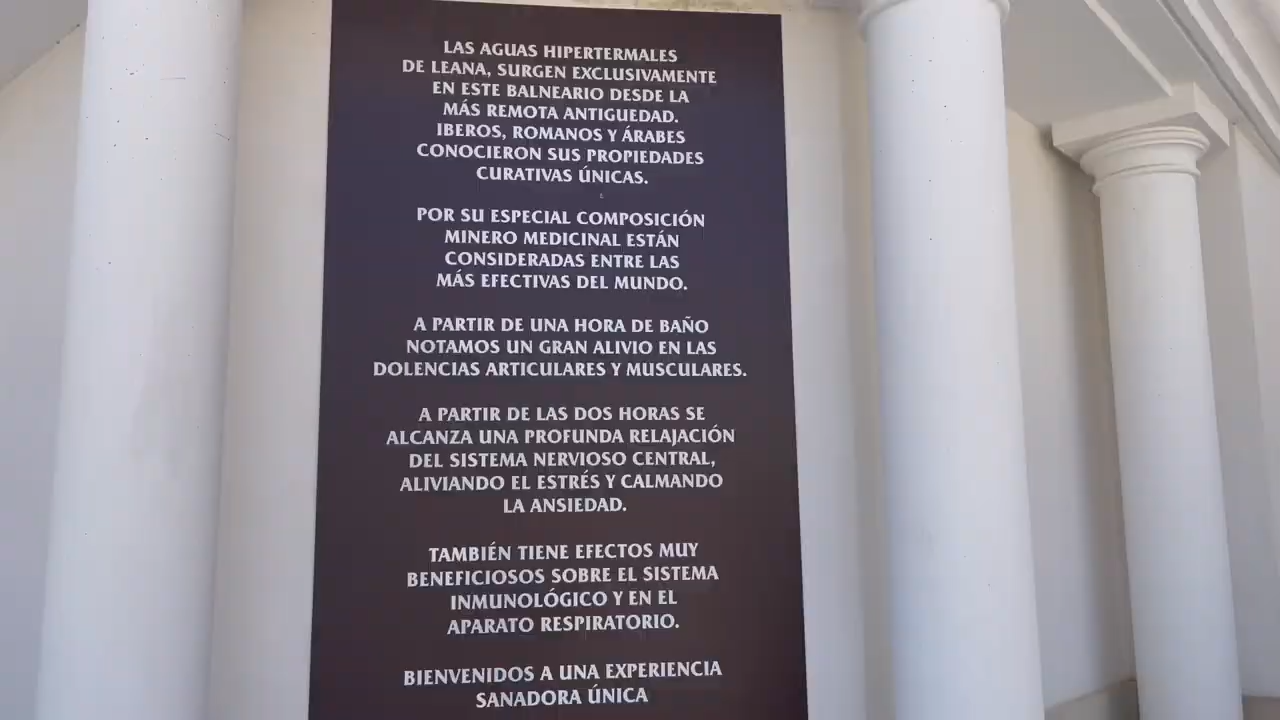 LAS AGUAS HIPERTERMALES
DE LEANA, SURGEN EXCLUSIVAMENTE
EN ESTE BALNEARIO DESDE LA
MÁS REMOTA ANTIGUEDAD.
IBEROS, ROMANOS Y ÁRABES
CONOCIERON SUS PROPIEDADES
CURATIVAS ÚNICAS.
POR SU ESPECIAL COMPOSICIÓN
MINERO MEDICINAL ESTÁN
CONSIDERADAS ENTRE LAS
MÁS EFECTIVAS DEL MUNDO.
A PARTIR DE UNA HORA DE BAÑO
NOTAMOS UN GRAN ALIVIO EN LAS
DOLENCIAS ARTICULARES Y MUSCULARES.
A PARTIR DE LAS DOS HORAS SE
ALCANZA UNA PROFUNDA RELAJACIÓN
DEL SISTEMA NERVIOSO CENTRAL,
ALIVIANDO EL ESTRÉS Y CALMANDO
LA ANSIEDAD.
TAMBIÉN TIENE EFECTOS MUY
BENEFICIOSOS SOBRE EL SISTEMA
INMUNOLÓGICO Y EN EL
APARATO RESPIRATORIO.
BIENVENIDOS A UNA EXPERIENCIA
SANADORA ÚNICA